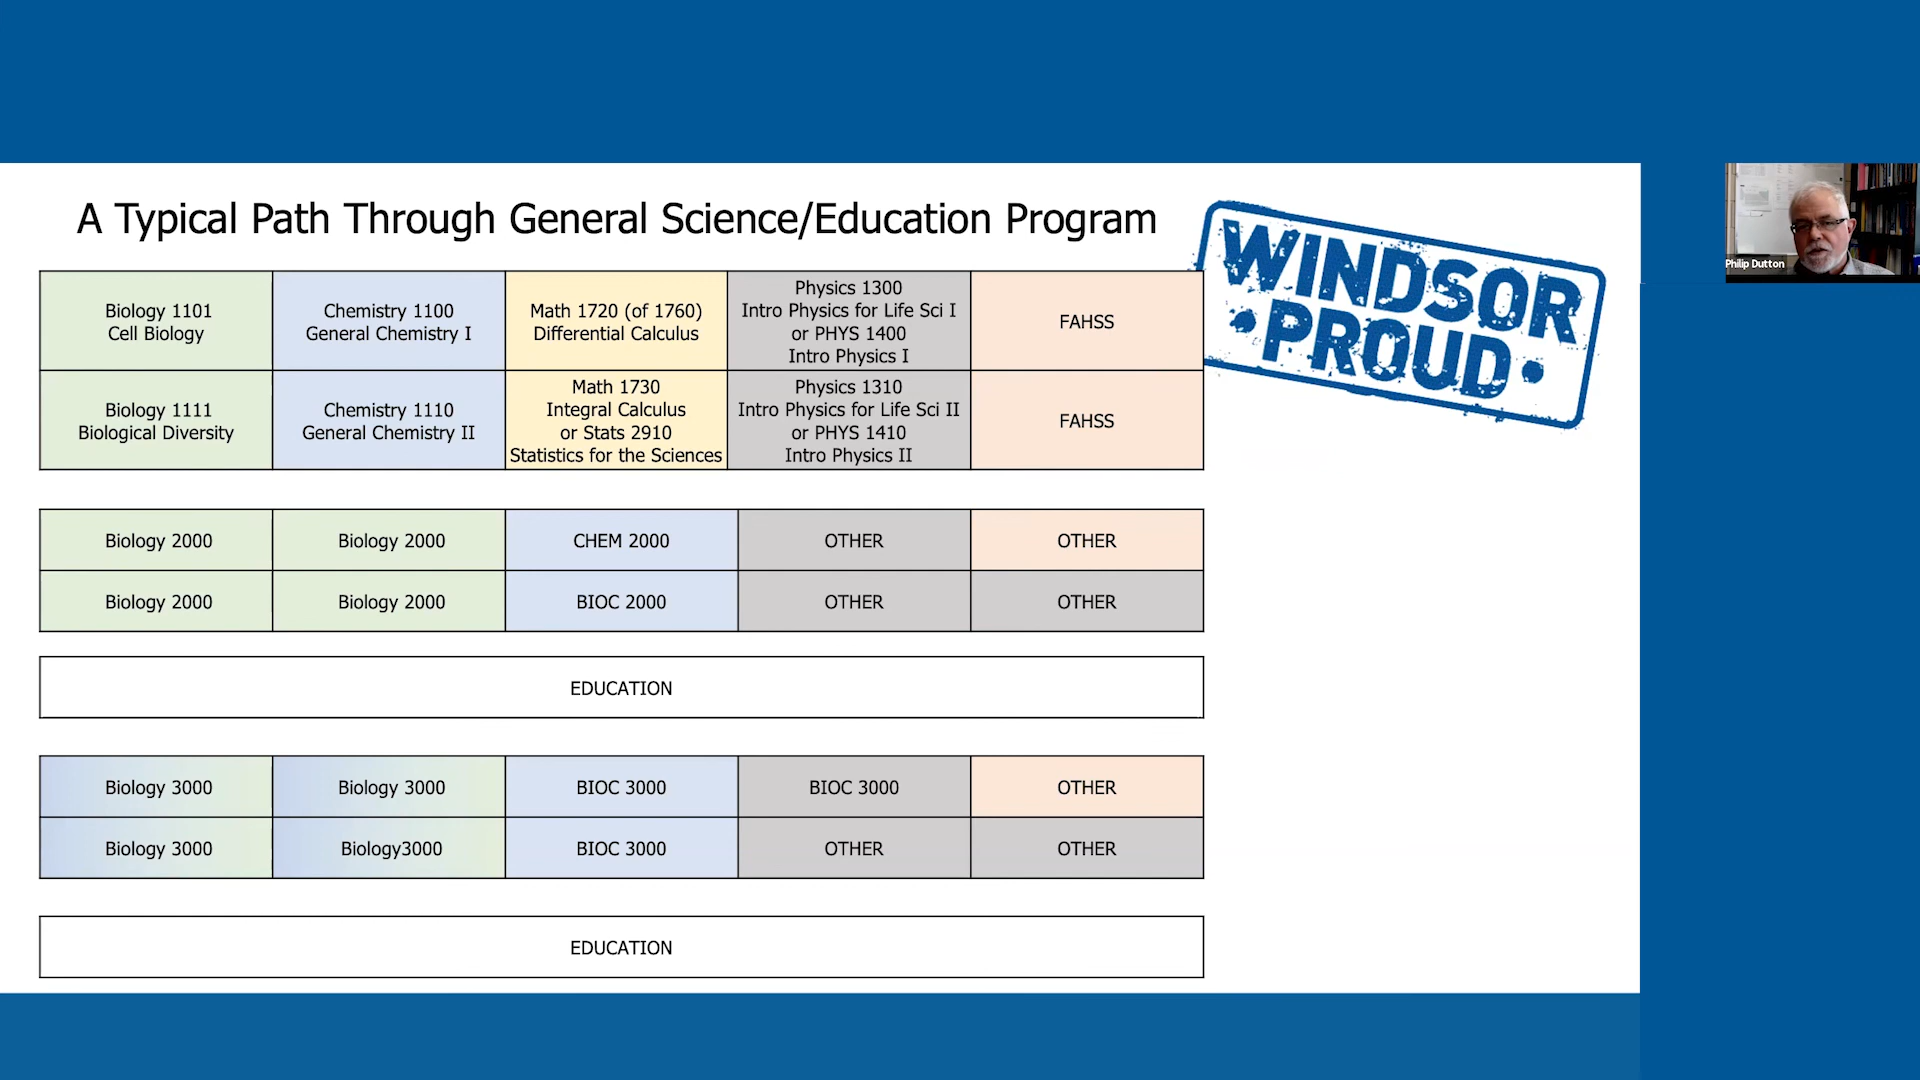 A Typical Path Through General Science/Education Program
WINDSOR
• PROUD •
Philip Dutton
Biology 1101
Cell Biology
Chemistry 1100
General Chemistry I
Math 1720 (of 1760)
Differential Calculus
Physics 1300
Intro Physics for Life Sci I
or PHYS 1400
Intro Physics I
FAHSS
Biology 1111
Biological Diversity
Chemistry 1110
General Chemistry II
Math 1730
Integral Calculus
or Stats 2910
Statistics for the Sciences
Physics 1310
Intro Physics for Life Sci II
or PHYS 1410
Intro Physics II
FAHSS
Biology 2000
Biology 2000
CHEM 2000
OTHER
OTHER
Biology 2000
Biology 2000
BIOC 2000
OTHER
OTHER
EDUCATION
Biology 3000
Biology 3000
BIOC 3000
BIOC 3000
OTHER
Biology 3000
Biology3000
BIOC 3000
OTHER
OTHER
EDUCATION